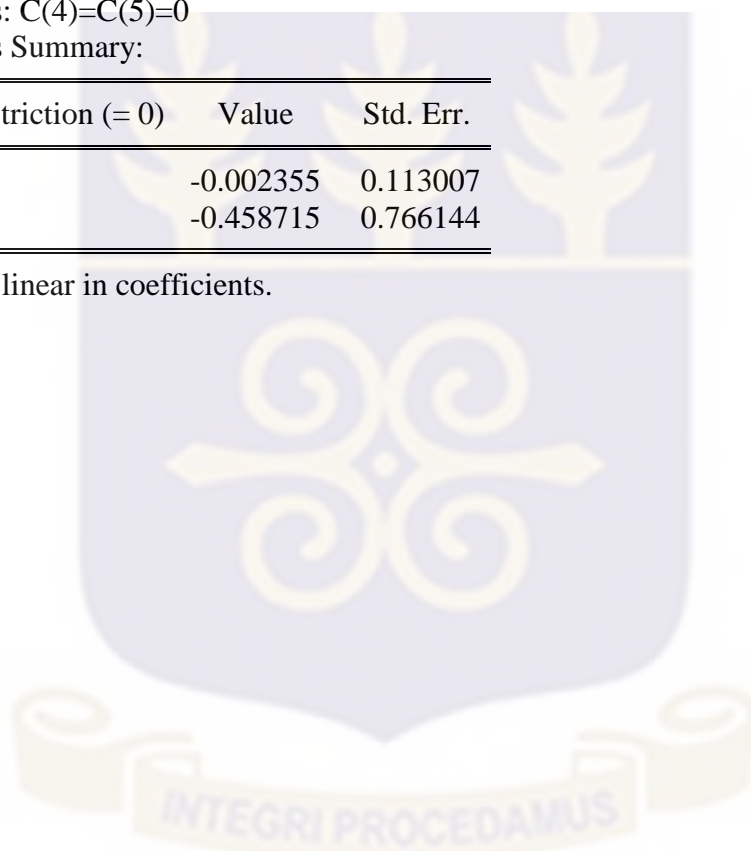 s: C(4)=C(5)=0
s Summary:
triction (= 0) Value Std. Err.
-0.002355 0.113007
-0.458715 0.766144
linear in coefficients.
INTEGRI PROCEDAMUS